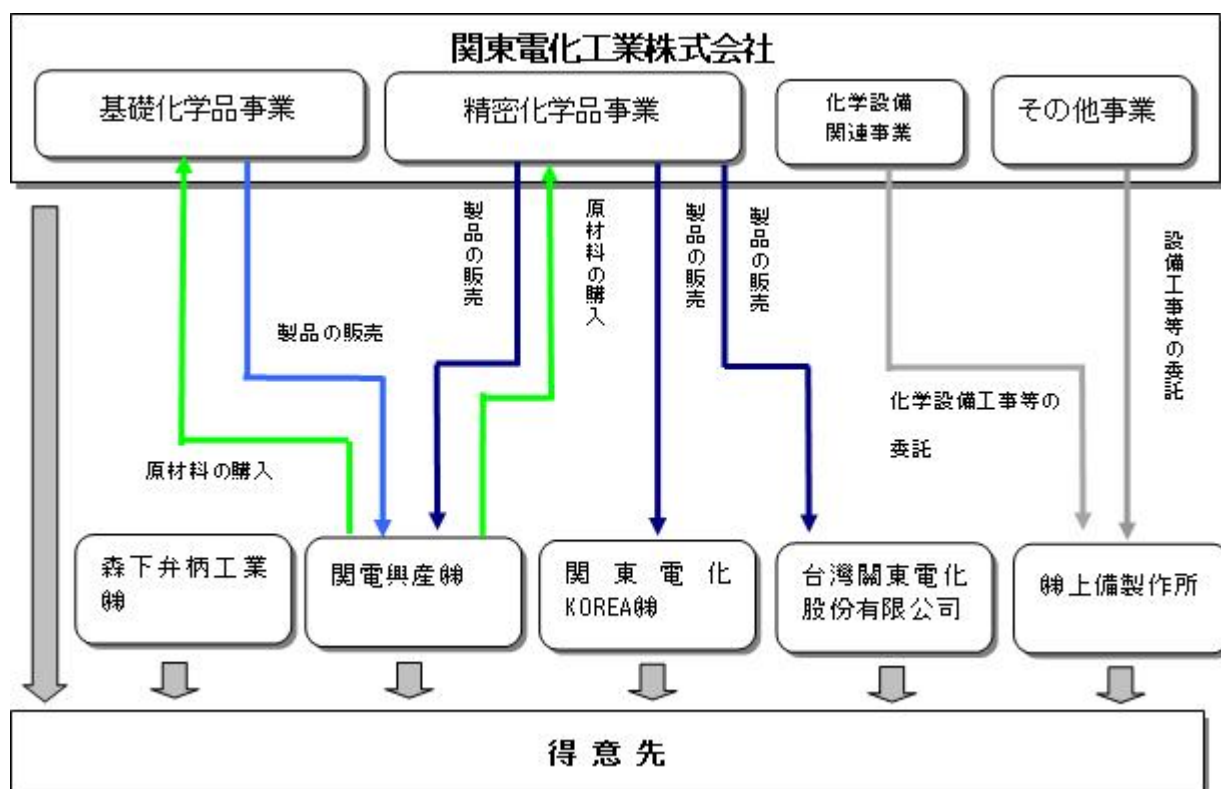 関東電化工業株式会社
基礎化学品事業
精密化学品事業
化学設備
関連事業
その他事業
製品の販売
原材料の購入
製品の販売
製品の販売
設備工事等の委託
製品の販売
化学設備工事等の
委託
原材料の購入
森下弁柄工業
㈱
関電興産㈱
関東電化
KOREA㈱
台灣關東電化
股份有限公司
㈱上備製作所
得意先